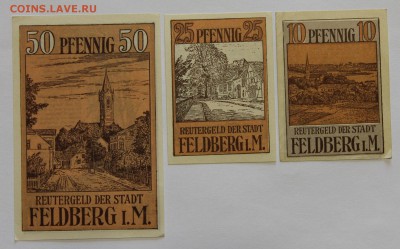 COINS.LAVE.RU
50 PFENNIG 50
REUTERGELD DER STADT
FELDBERG I.M.
25 PFENNIG 25
REUTERGELD DER STADT
FELDBERG I.M.
10 PFENNIG 10
REUTERGELD DER STADT
FELDBERG I.M.